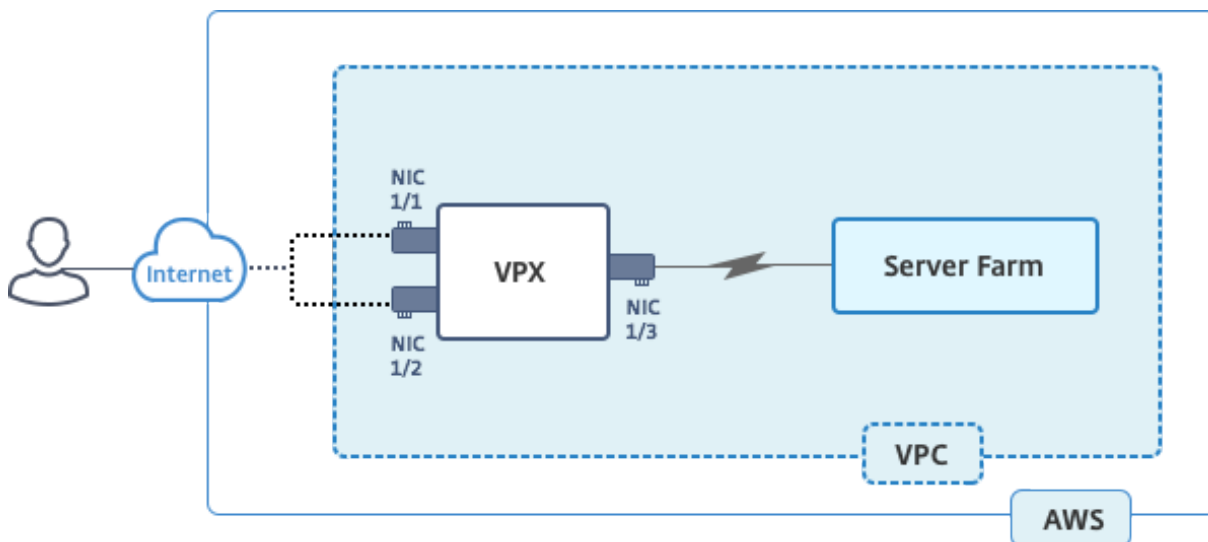 NIC
1/1
Internet
VPX
Server Farm
NIC
1/2
NIC
1/3
VPC
AWS